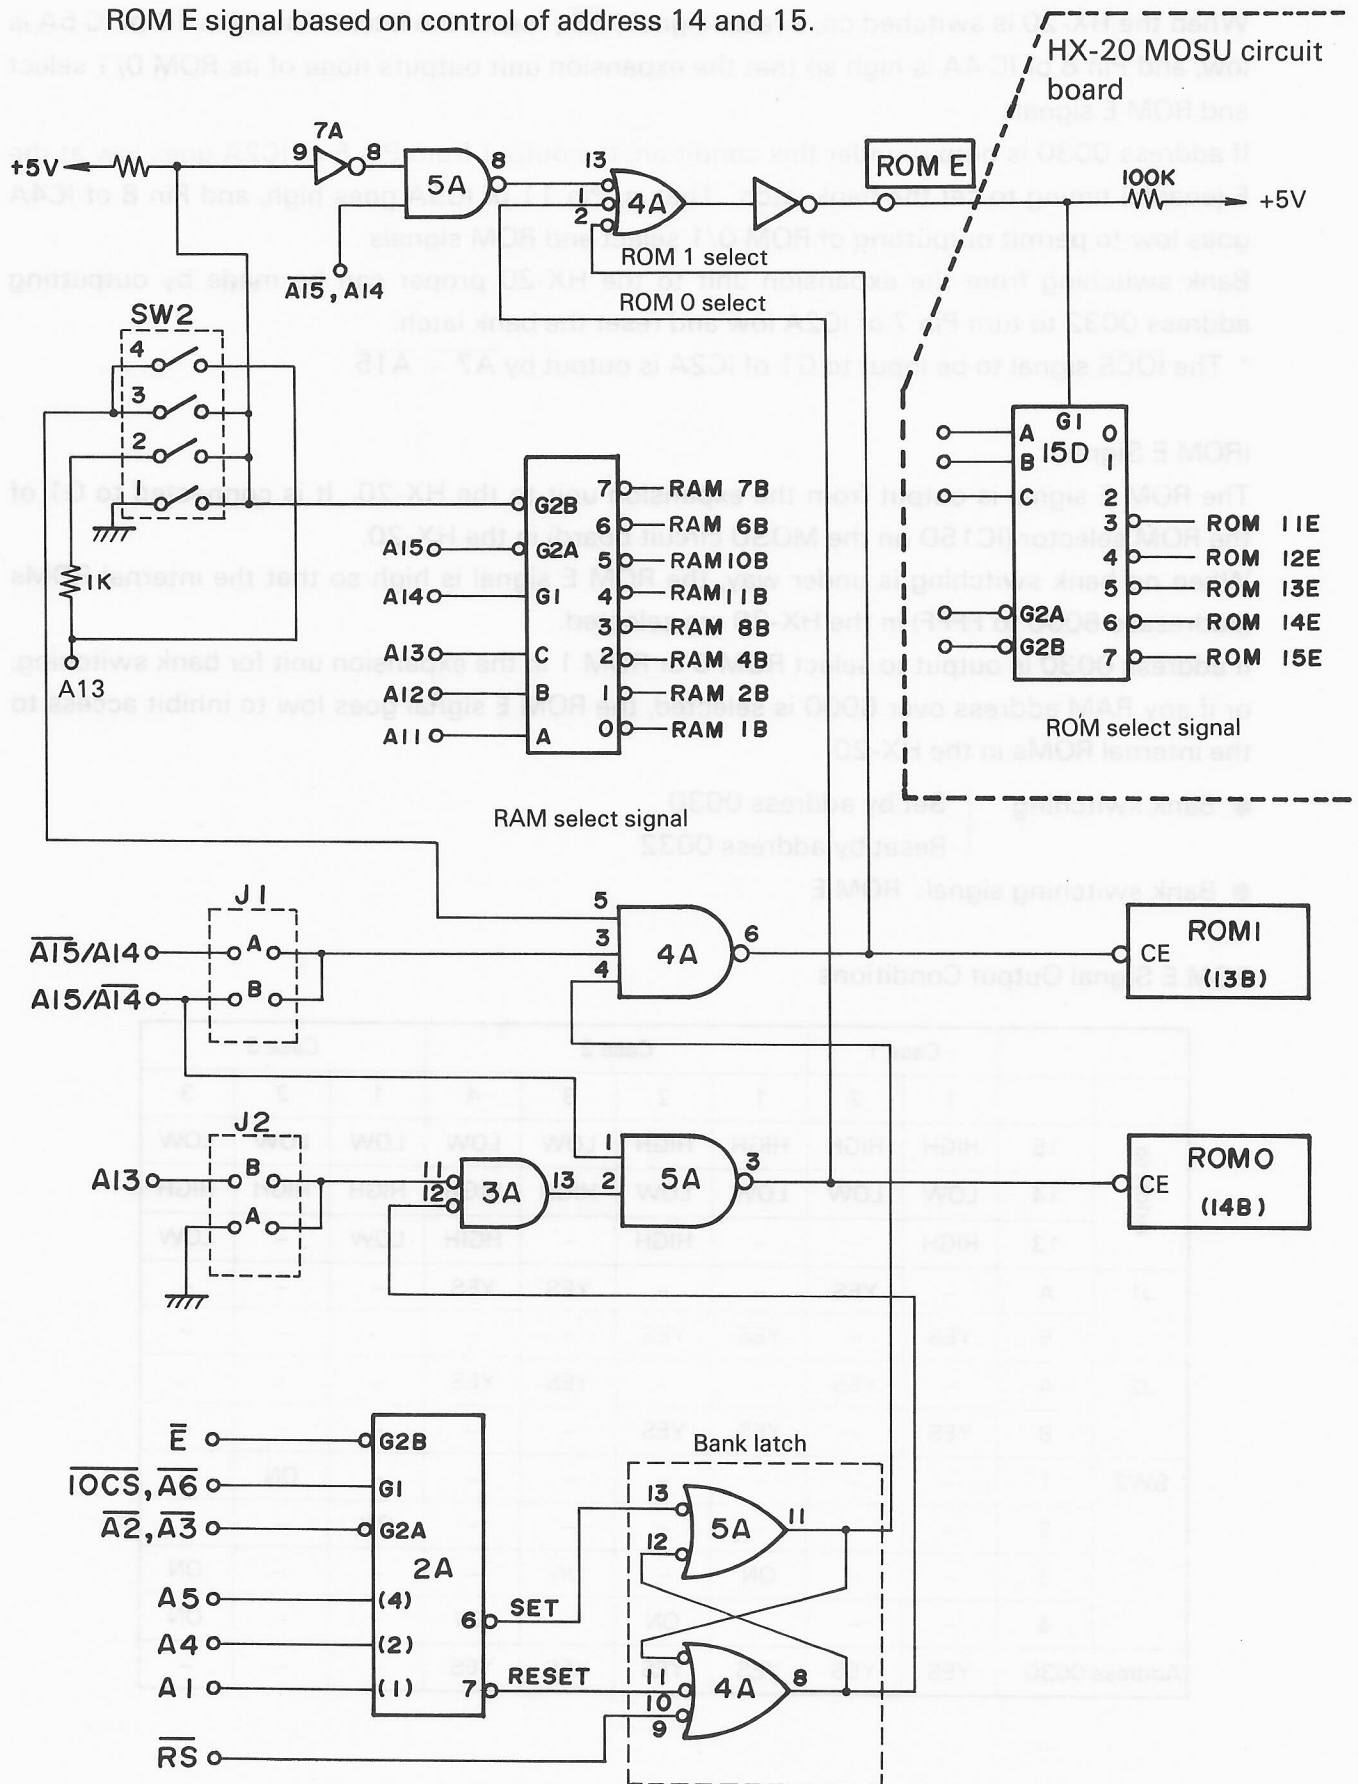 ROM E signal based on control of address 14 and 15.
HX-20 MOSU circuit
board
7A
+5V
9
8
5A
8
13
1
2
4A
ROM E
100K
+5V
A15, A14
ROM 1 select
ROM 0 select
SW2
4
3
2
1K
A13
7 RAM 7B
G2B
6 RAM 6B
A15 G2A
5 RAM 10B
A14 G1
4 RAM 11B
3 RAM 8B
A13 C
2 RAM 4B
A12 B
1 RAM 2B
A11 A
0 RAM 1B
RAM select signal
G1
A 0
15D
B 1
C 2
3 ROM 11E
4 ROM 12E
5 ROM 13E
G2A
6 ROM 14E
G2B
7 ROM 15E
ROM select signal
J1
A̅1̅5̅/A14 A
A15/A̅1̅4̅ B
5
3
4
4A
6
CE
ROM1
(13B)
J2
A13 B
A
11
12
3A
13
1
2
5A
3
CE
ROM0
(14B)
E̅ G2B
I̅O̅C̅S̅, A̅6̅ G1
A̅2̅, A̅3̅ G2A
2A
A5 (4)
A4 (2)
A1 (1)
R̅S̅
6 SET
7 RESET
Bank latch
13
12
5A
11
11
10
9
4A
8